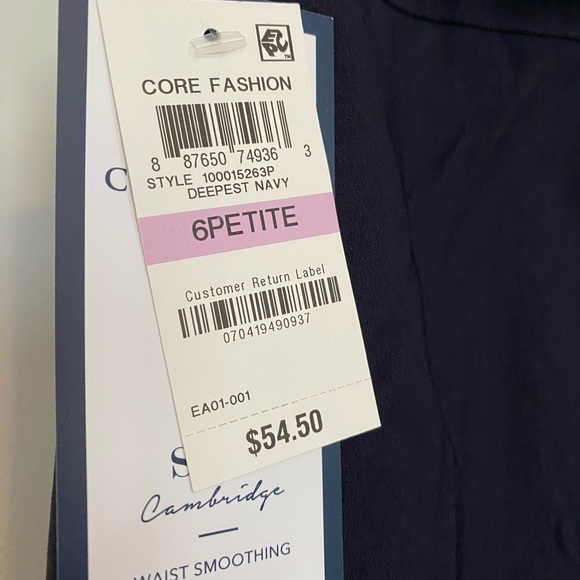 EPC
CORE FASHION
8 87650 74936 3
STYLE 100015263P
DEEPEST NAVY
6PETITE
Customer Return Label
070419490937
EA01-001
$54.50
C
S
Cambridge
WAIST SMOOTHING